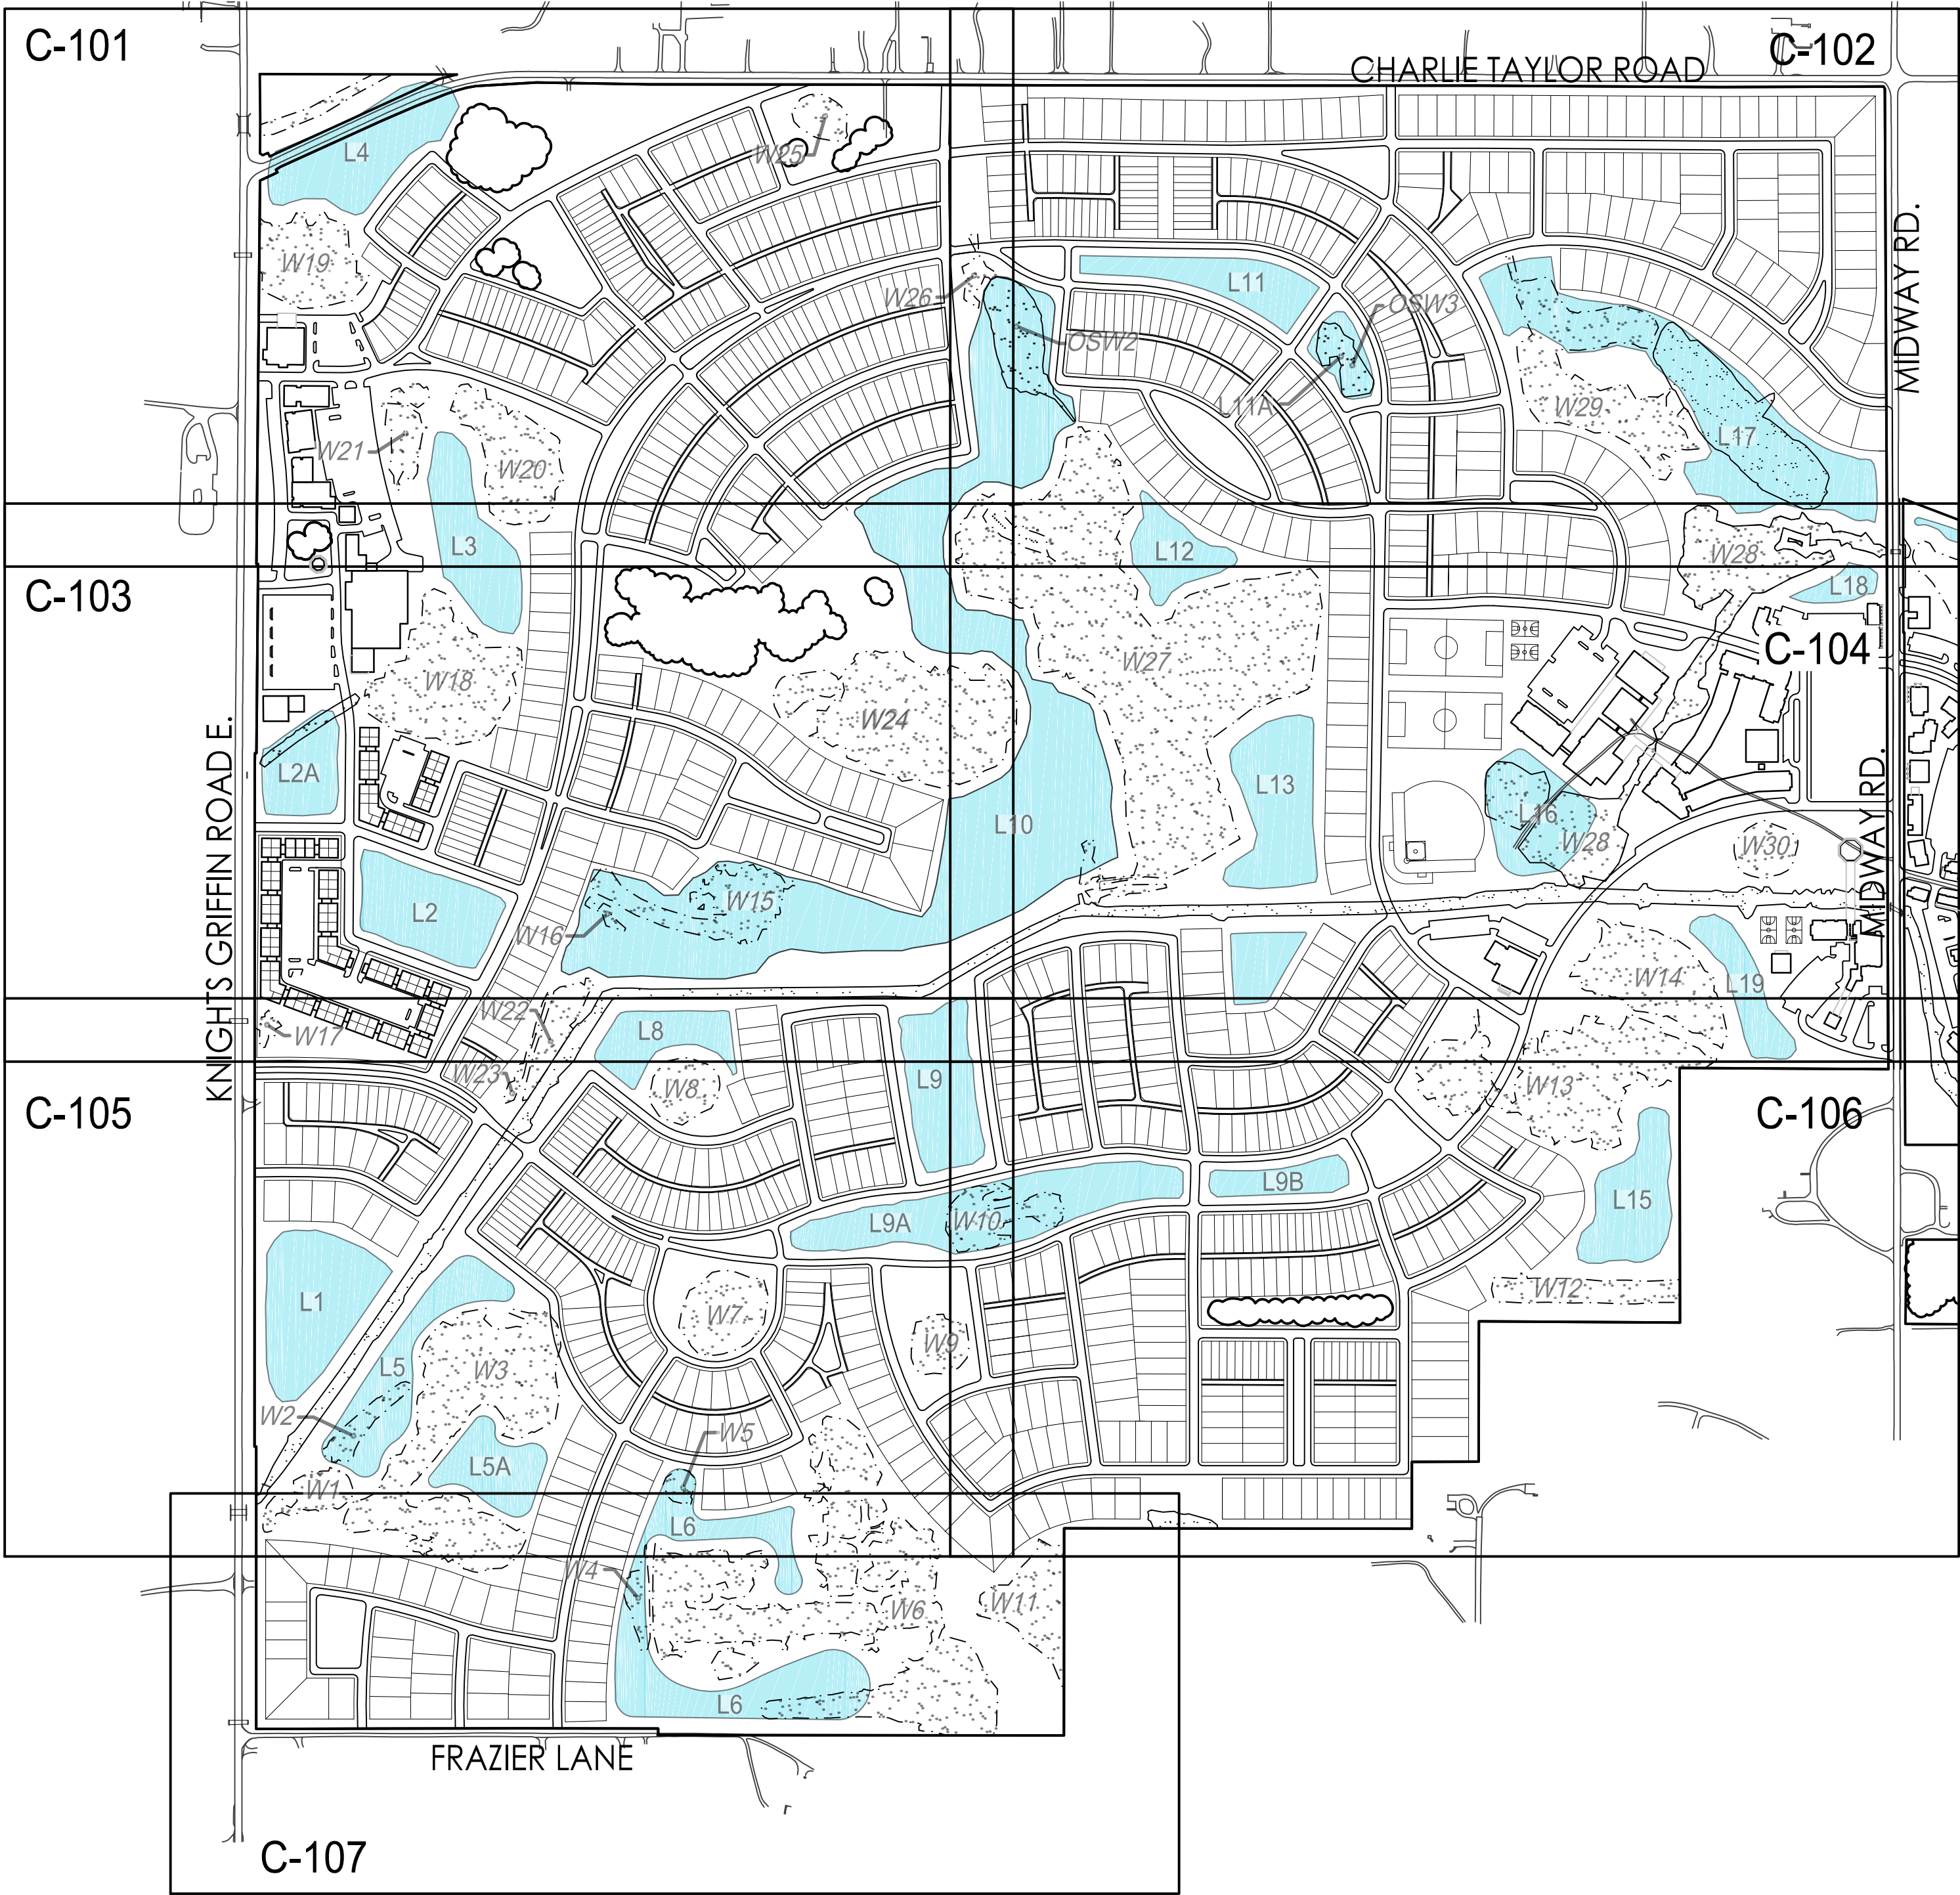 C-101
C-102
CHARLIE TAYLOR ROAD
L4
W25
MIDWAY RD.
W19
W26
L11
OSW3
OSW2
L11A
W29
W21
W20
L17
L3
L12
W28
C-103
L18
C-104
W27
W18
W24
KNIGHTS GRIFFIN ROAD E.
L2A
L13
MIDWAY RD.
L10
L16
W28
W30
W15
L2
W16
W14
L19
W22
W17
L8
W23
W8
L9
W13
C-105
C-106
L9B
L9A
W10
L15
W12
L1
W7
W9
L5
W3
W2
W5
L5A
W1
L6
W4
W6
W11
L6
FRAZIER LANE
C-107